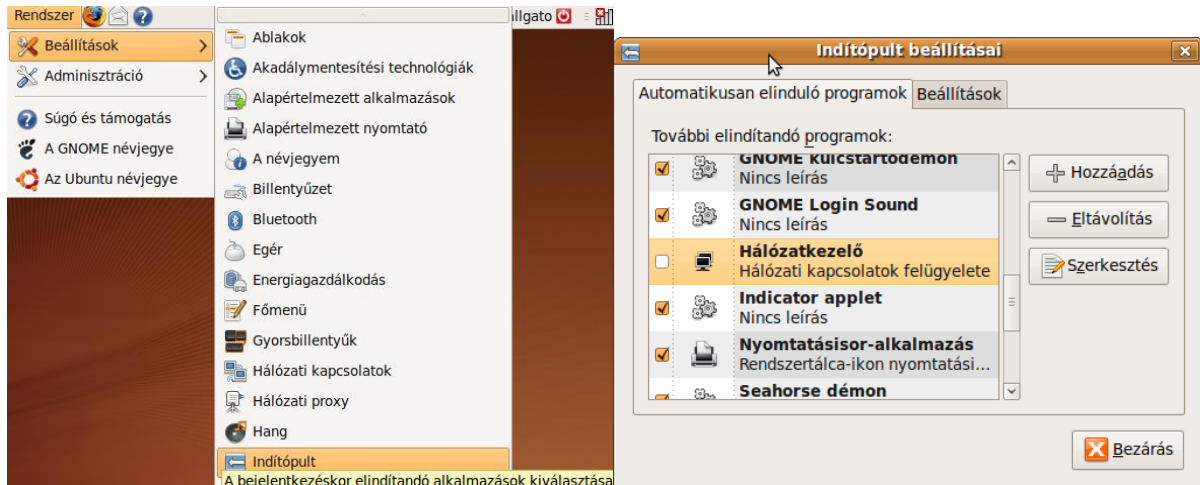 Rendszer
Beállítások
Adminisztráció
Súgó és támogatás
A GNOME névjegye
Az Ubuntu névjegye
Ablakok
Akadálymentesítési technológiák
Alapértelmezett alkalmazások
Alapértelmezett nyomtató
A névjegyem
Billentyűzet
Bluetooth
Egér
Energiagazdálkodás
Főmenü
Gyorsbillentyűk
Hálózati kapcsolatok
Hálózati proxy
Hang
Indítópult
A bejelentkezéskor elindítandó alkalmazások kiválasztása
llgato
Indítópult beállításai
Automatikusan elinduló programok Beállítások
További elindítandó programok:
GNOME kulcstartódémon
Nincs leírás
GNOME Login Sound
Nincs leírás
Hálózatkezelő
Hálózati kapcsolatok felügyelete
Indicator applet
Nincs leírás
Nyomtatásisor-alkalmazás
Rendszertálca-ikon nyomtatási...
Seahorse démon
Hozzáadás
Eltávolítás
Szerkesztés
Bezárás